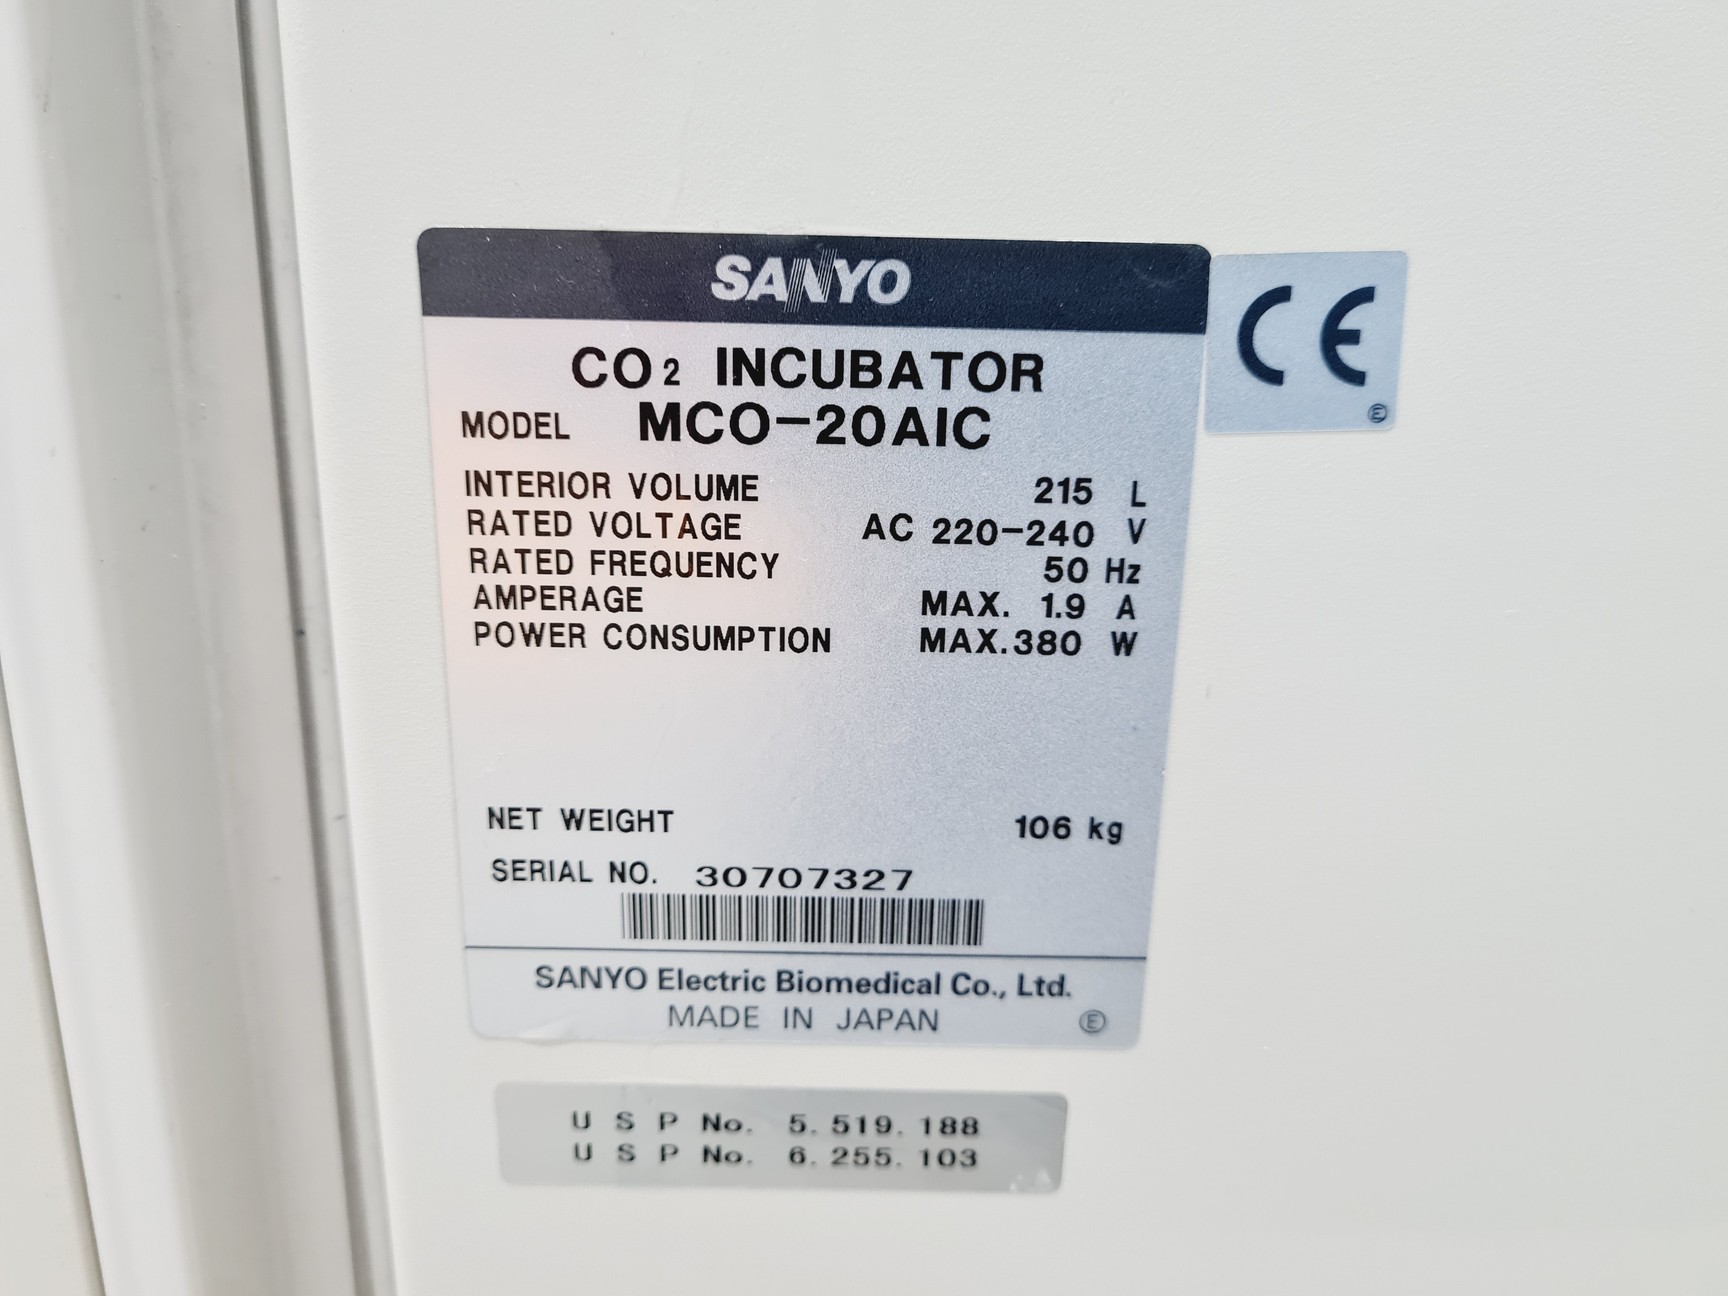 SANYO
CE
E
CO2 INCUBATOR
MODEL MCO-20AIC
INTERIOR VOLUME 215 L
RATED VOLTAGE AC 220-240 V
RATED FREQUENCY 50 Hz
AMPERAGE MAX. 1.9 A
POWER CONSUMPTION MAX.380 W
NET WEIGHT 106 kg
SERIAL NO. 30707327
SANYO Electric Biomedical Co., Ltd.
MADE IN JAPAN Ⓔ
U S P No. 5.519.188
U S P No. 6.255.103